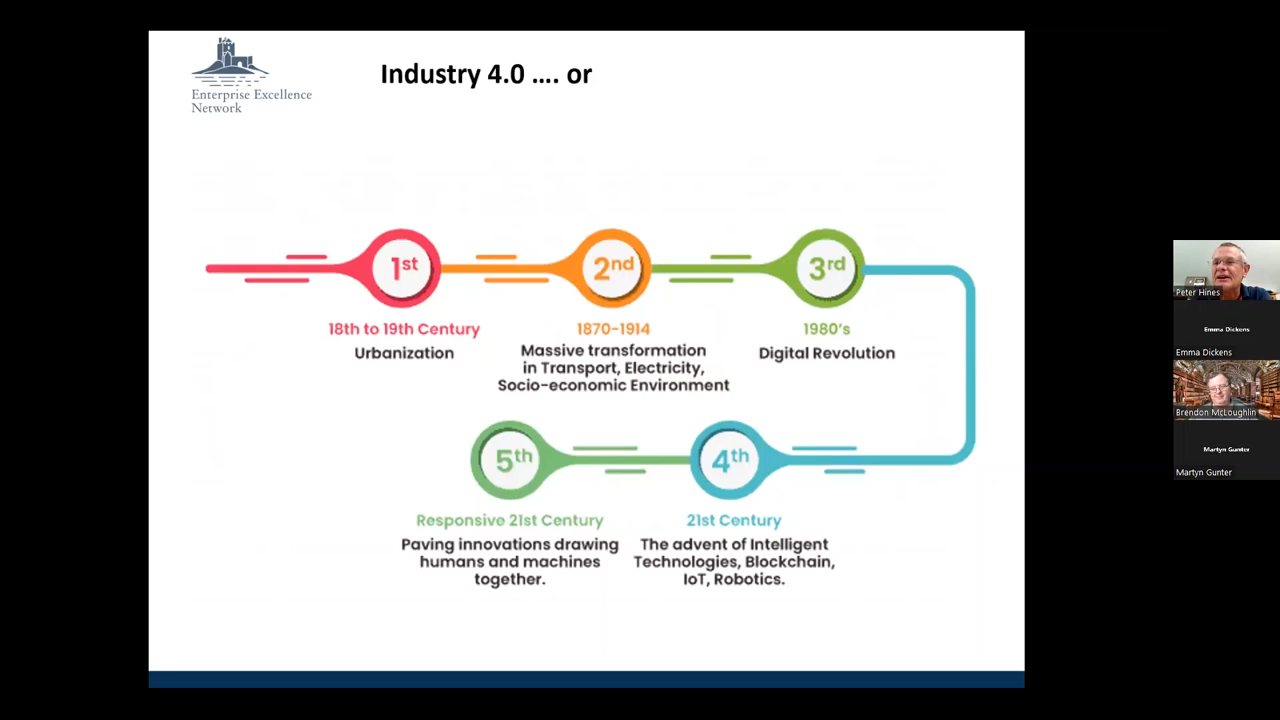 Enterprise Excellence
Network
Industry 4.0 .... or
1st
2nd
3rd
18th to 19th Century
Urbanization
1870-1914
Massive transformation
in Transport, Electricity,
Socio-economic Environment
1980's
Digital Revolution
5th
4th
Responsive 21st Century
Paving innovations drawing
humans and machines
together.
21st Century
The advent of Intelligent
Technologies, Blockchain,
IoT, Robotics.
Peter Hines
Emma Dickens
Emma Dickens
Brendon McLoughlin
Martyn Gunter
Martyn Gunter